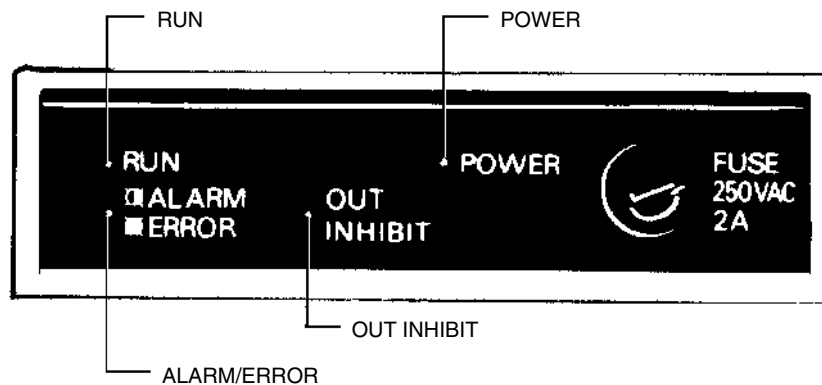 RUN
POWER
RUN
ALARM
ERROR
OUT
INHIBIT
POWER
FUSE
250VAC
2A
OUT INHIBIT
ALARM/ERROR